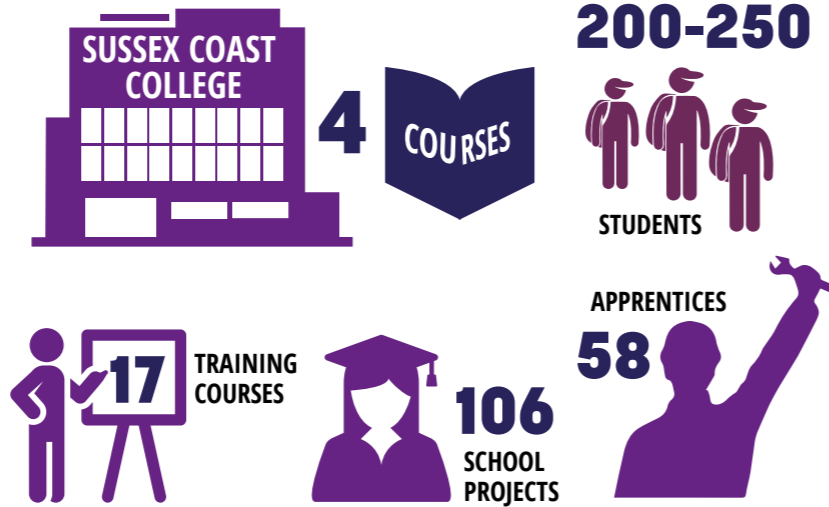 SUSSEX COAST
COLLEGE
4
COURSES
200-250
STUDENTS
17
TRAINING
COURSES
106
SCHOOL
PROJECTS
APPRENTICES
58